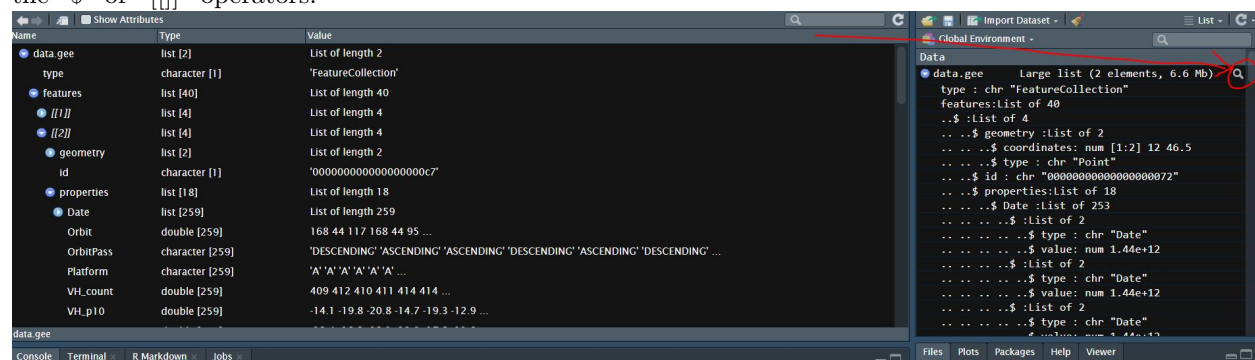 the "$" or "[[]]" operators.
Show Attributes
Name Type Value
data.gee list [2] List of length 2
type character [1] 'FeatureCollection'
features list [40] List of length 40
[[1]] list [4] List of length 4
[[2]] list [4] List of length 4
geometry list [2] List of length 2
id character [1] '000000000000000000c7'
properties list [18] List of length 18
Date list [259] List of length 259
Orbit double [259] 168 44 117 168 44 95 ...
OrbitPass character [259] 'DESCENDING' 'ASCENDING' 'ASCENDING' 'DESCENDING' 'ASCENDING' 'DESCENDING' ...
Platform character [259] 'A' 'A' 'A' 'A' 'A' 'A' ...
VH_count double [259] 409 412 410 411 414 414 ...
VH_p10 double [259] -14.1 -19.8 -20.8 -14.7 -19.3 -12.9 ...
data.gee
Console Terminal × R Markdown × Jobs ×
Import Dataset List
Global Environment
Data
data.gee Large list (2 elements, 6.6 Mb)
type : chr "FeatureCollection"
features:List of 40
..$ :List of 4
.. ..$ geometry :List of 2
.. .. ..$ coordinates: num [1:2] 12 46.5
.. .. ..$ type : chr "Point"
.. ..$ id : chr "00000000000000000072"
.. ..$ properties:List of 18
.. .. ..$ Date :List of 253
.. .. .. ..$ :List of 2
.. .. .. .. ..$ type : chr "Date"
.. .. .. .. ..$ value: num 1.44e+12
.. .. .. ..$ :List of 2
.. .. .. .. ..$ type : chr "Date"
.. .. .. .. ..$ value: num 1.44e+12
.. .. .. ..$ :List of 2
.. .. .. .. ..$ type : chr "Date"
Files Plots Packages Help Viewer